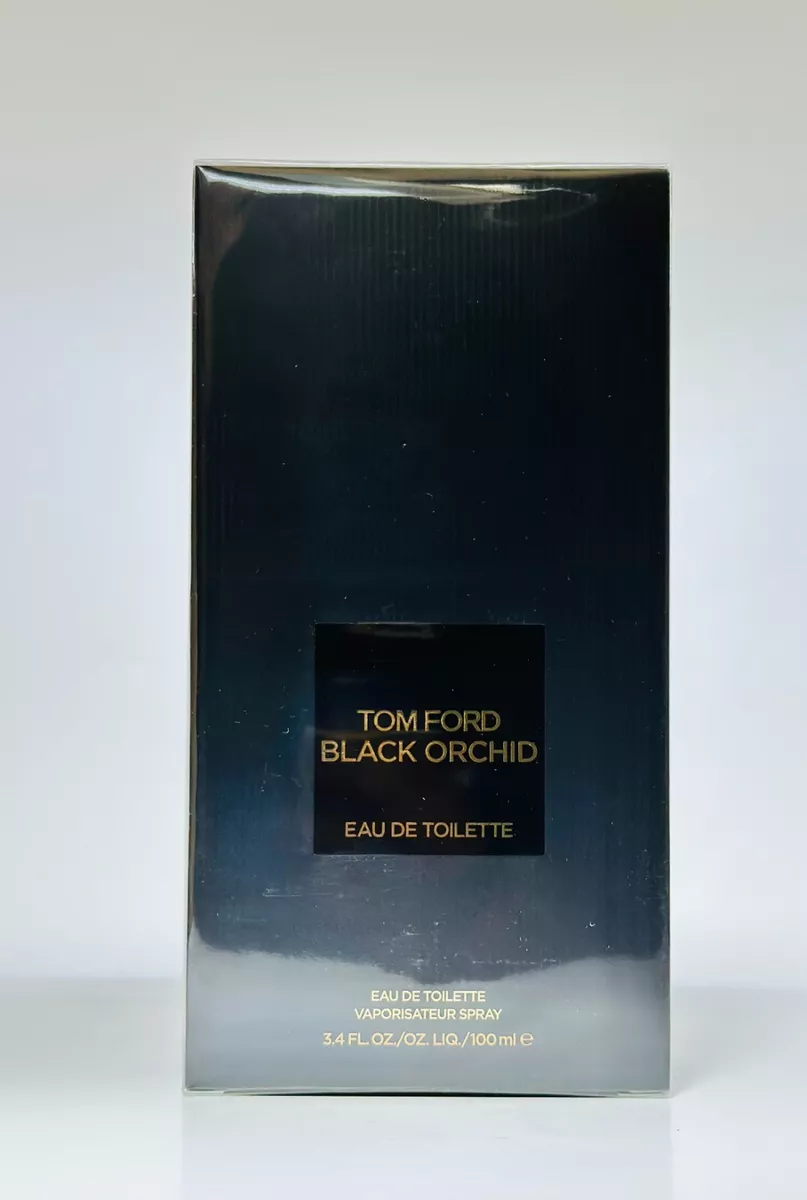 TOM FORD
BLACK ORCHID
EAU DE TOILETTE
EAU DE TOILETTE
VAPORISATEUR SPRAY
3.4 FL. OZ./OZ. LIQ./100 ml ℮